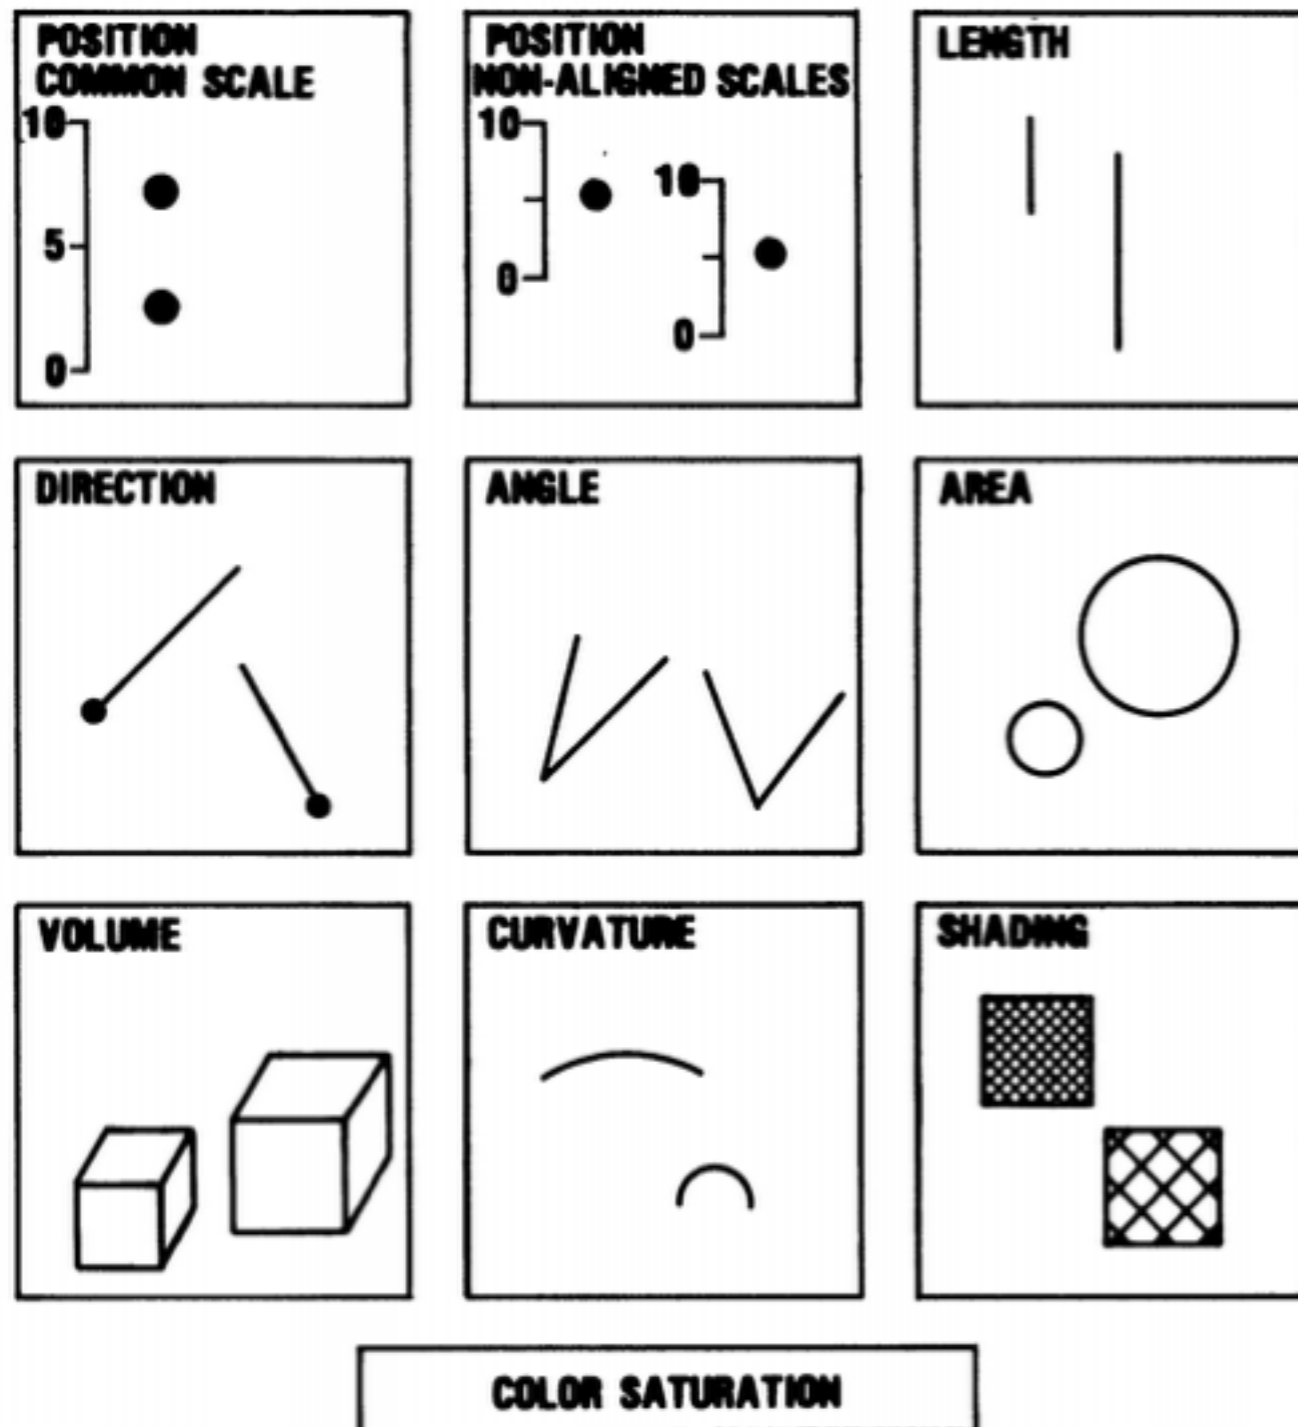 POSITION
COMMON SCALE
10
5
0
POSITION
NON-ALIGNED SCALES
10
0
10
0
LENGTH
DIRECTION
ANGLE
AREA
VOLUME
CURVATURE
SHADING
COLOR SATURATION